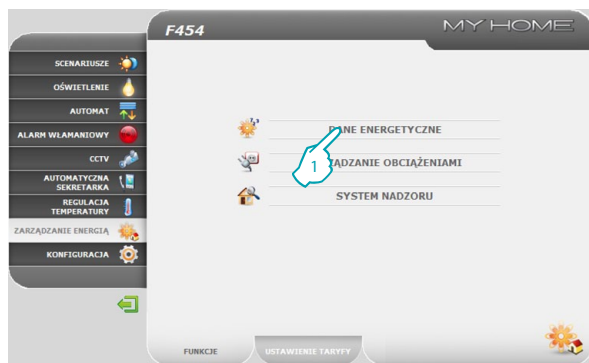 F454
MY HOME
SCENARIUSZE
OŚWIETLENIE
AUTOMAT
ALARM WŁAMANIOWY
CCTV
AUTOMATYCZNA
SEKRETARKA
REGULACJA
TEMPERATURY
ZARZĄDZANIE ENERGIĄ
KONFIGURACJA
DANE ENERGETYCZNE
1
OBCIĄŻENIAMI
SYSTEM NADZORU
FUNKCJE
USTAWIENIE TARYFY